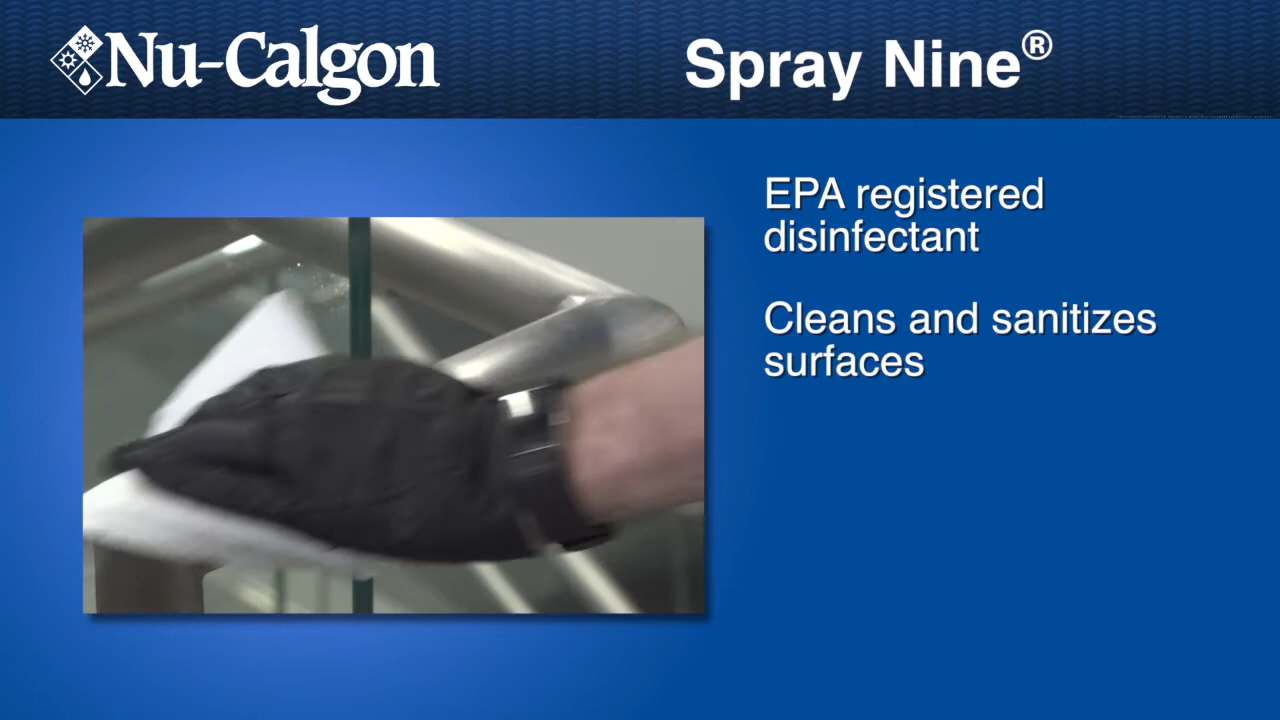 Nu-Calgon
Spray Nine®
EPA registered
disinfectant
Cleans and sanitizes
surfaces